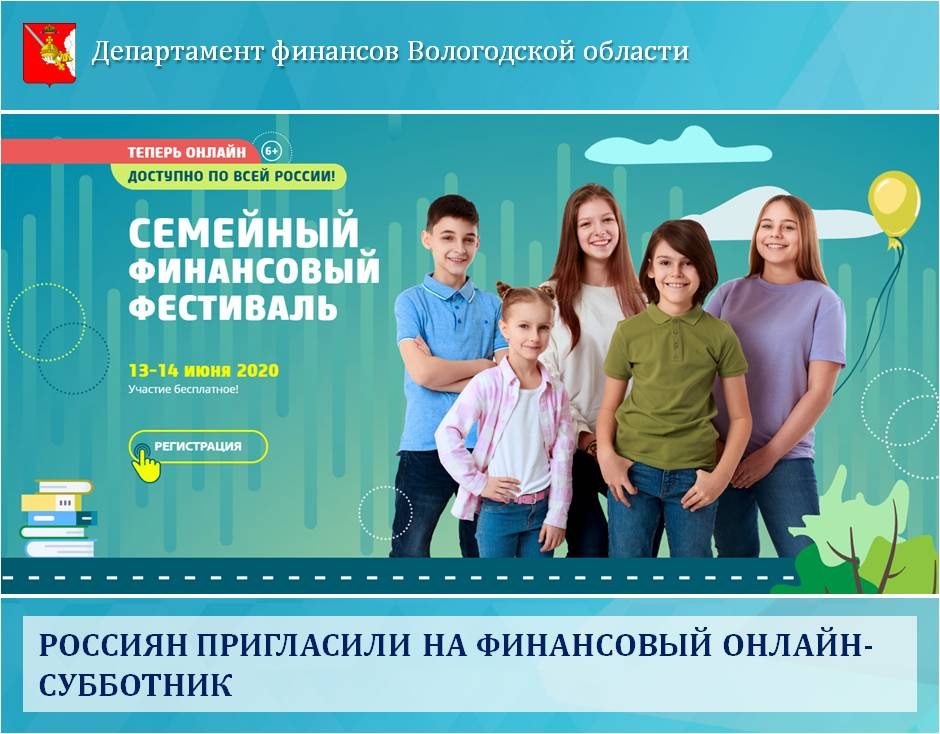 Департамент финансов Вологодской области
ТЕПЕРЬ ОНЛАЙН 6+
ДОСТУПНО ПО ВСЕЙ РОССИИ!
СЕМЕЙНЫЙ
ФИНАНСОВЫЙ
ФЕСТИВАЛЬ
13-14 июня 2020
Участие бесплатное!
РЕГИСТРАЦИЯ
РОССИЯН ПРИГЛАСИЛИ НА ФИНАНСОВЫЙ ОНЛАЙН-
СУББОТНИК